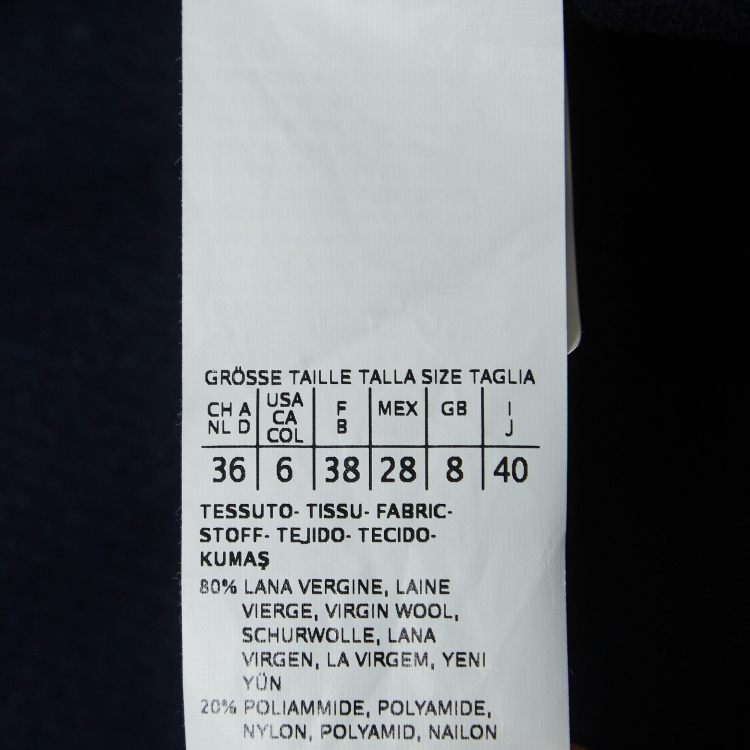 GRÖSSE TAILLE TALLA SIZE TAGLIA
CH A NL D USA CA COL F B MEX GB I J
36 6 38 28 8 40
TESSUTO- TISSU- FABRIC-
STOFF- TEJIDO- TECIDO-
KUMAŞ
80% LANA VERGINE, LAINE
VIERGE, VIRGIN WOOL,
SCHURWOLLE, LANA
VIRGEN, LA VIRGEM, YENI
YÜN
20% POLIAMMIDE, POLYAMIDE,
NYLON, POLYAMID, NAILON